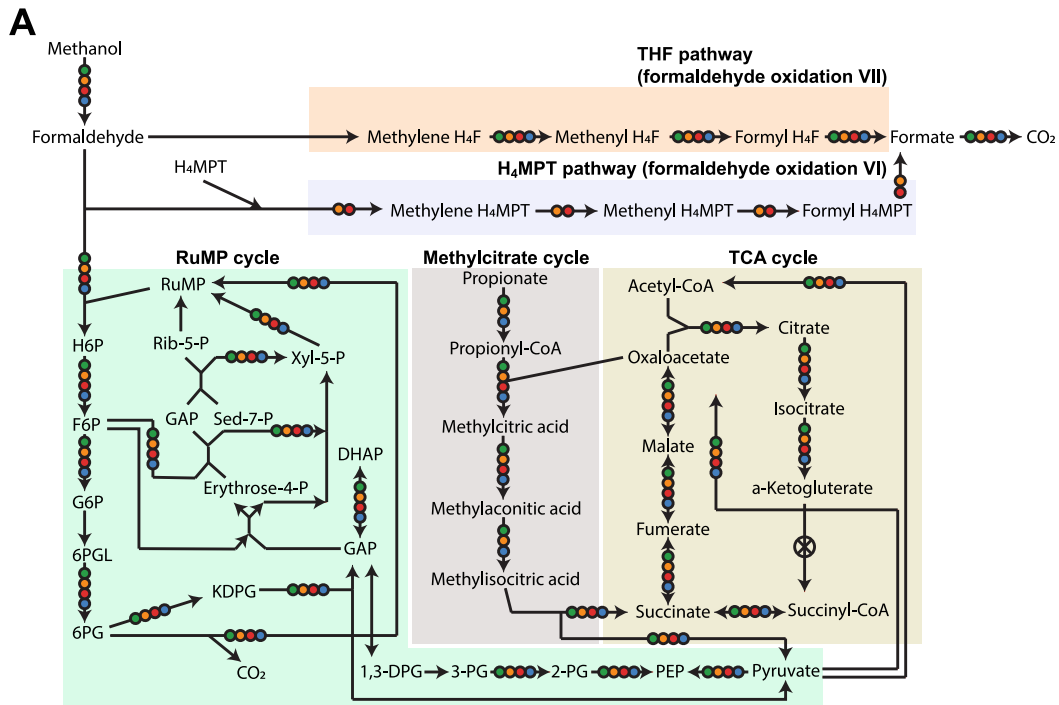 A
Methanol
THF pathway
(formaldehyde oxidation VII)
Formaldehyde
Methylene H₄F
Methenyl H₄F
Formyl H₄F
Formate
CO₂
H₄MPT
H₄MPT pathway (formaldehyde oxidation VI)
Methylene H₄MPT
Methenyl H₄MPT
Formyl H₄MPT
RuMP cycle
Methylcitrate cycle
TCA cycle
RuMP
H6P
Rib-5-P
Xyl-5-P
F6P
GAP
Sed-7-P
DHAP
G6P
Erythrose-4-P
6PGL
GAP
KDPG
6PG
CO₂
Propionate
Propionyl-CoA
Methylcitric acid
Methylaconitic acid
Methylisocitric acid
Acetyl-CoA
Citrate
Oxaloacetate
Isocitrate
Malate
a-Ketogluterate
Fumerate
Succinate
Succinyl-CoA
1,3-DPG
3-PG
2-PG
PEP
Pyruvate